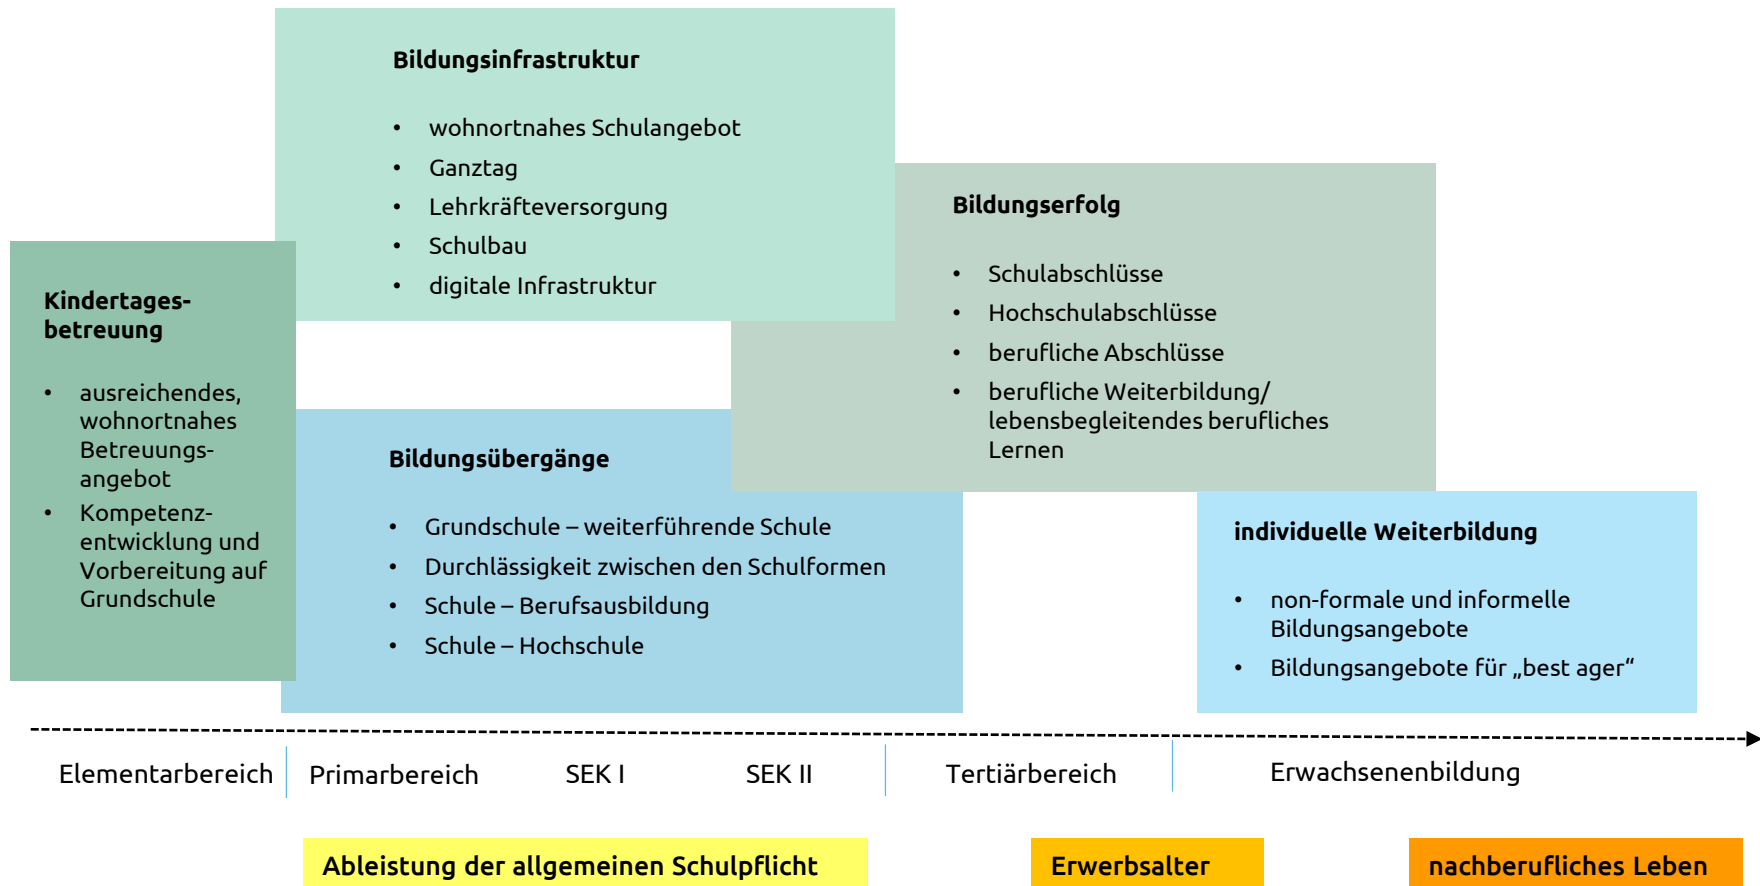 Bildungsinfrastruktur
• wohnortnahes Schulangebot
• Ganztag
• Lehrkräfteversorgung
• Schulbau
• digitale Infrastruktur
Bildungserfolg
• Schulabschlüsse
• Hochschulabschlüsse
• berufliche Abschlüsse
• berufliche Weiterbildung/
lebensbegleitendes berufliches
Lernen
Kindertages-
betreuung
• ausreichendes,
wohnortnahes
Betreuungs-
angebot
• Kompetenz-
entwicklung und
Vorbereitung auf
Grundschule
Bildungsübergänge
• Grundschule – weiterführende Schule
• Durchlässigkeit zwischen den Schulformen
• Schule – Berufsausbildung
• Schule – Hochschule
individuelle Weiterbildung
• non-formale und informelle
Bildungsangebote
• Bildungsangebote für „best ager“
Elementarbereich
Primarbereich
SEK I
SEK II
Tertiärbereich
Erwachsenenbildung
Ableistung der allgemeinen Schulpflicht
Erwerbsalter
nachberufliches Leben